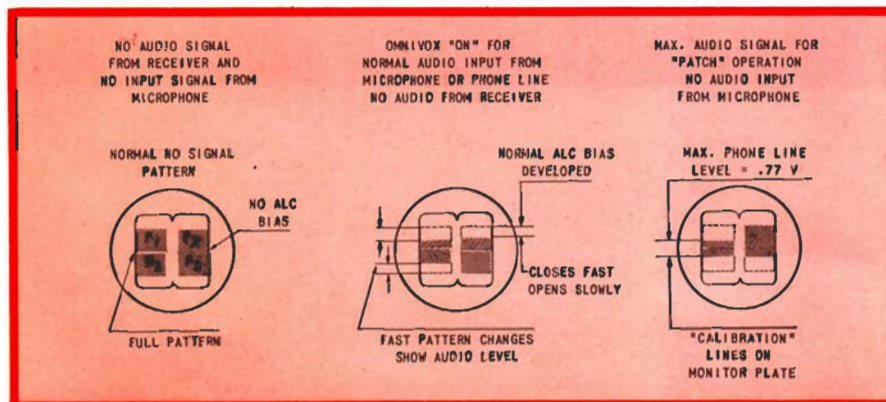 NO AUDIO SIGNAL
FROM RECEIVER AND
NO INPUT SIGNAL FROM
MICROPHONE
NORMAL NO SIGNAL
PATTERN
NO ALC
BIAS
FULL PATTERN
OMNIVOX "ON" FOR
NORMAL AUDIO INPUT FROM
MICROPHONE OR PHONE LINE
NO AUDIO FROM RECEIVER
NORMAL ALC BIAS
DEVELOPED
CLOSES FAST
OPENS SLOWLY
FAST PATTERN CHANGES
SHOW AUDIO LEVEL
MAX. AUDIO SIGNAL FOR
"PATCH" OPERATION
NO AUDIO INPUT
FROM MICROPHONE
MAX. PHONE LINE
LEVEL = .77 V
"CALIBRATION"
LINES ON
MONITOR PLATE